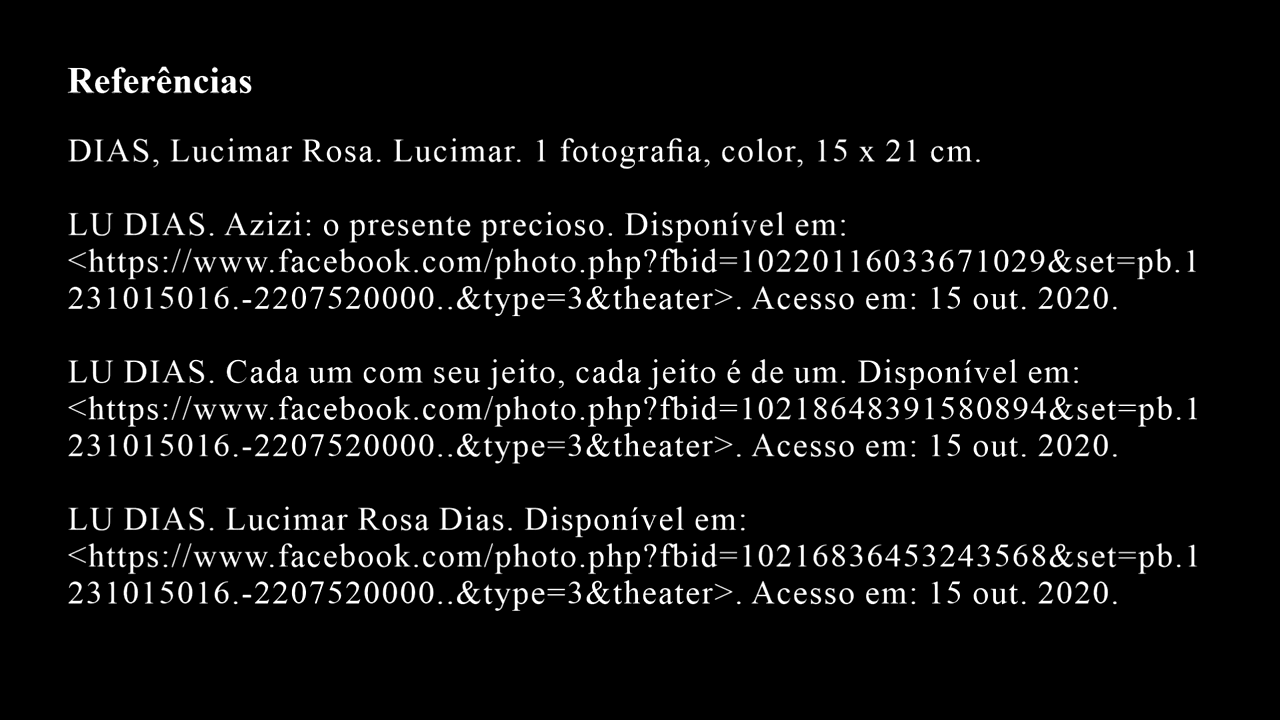 Referências
DIAS, Lucimar Rosa. Lucimar. 1 fotografia, color, 15 x 21 cm.
LU DIAS. Azizi: o presente precioso. Disponível em:
<https://www.facebook.com/photo.php?fbid=10220116033671029&set=pb.1
231015016.-2207520000..&type=3&theater>. Acesso em: 15 out. 2020.
LU DIAS. Cada um com seu jeito, cada jeito é de um. Disponível em:
<https://www.facebook.com/photo.php?fbid=10218648391580894&set=pb.1
231015016.-2207520000..&type=3&theater>. Acesso em: 15 out. 2020.
LU DIAS. Lucimar Rosa Dias. Disponível em:
<https://www.facebook.com/photo.php?fbid=10216836453243568&set=pb.1
231015016.-2207520000..&type=3&theater>. Acesso em: 15 out. 2020.